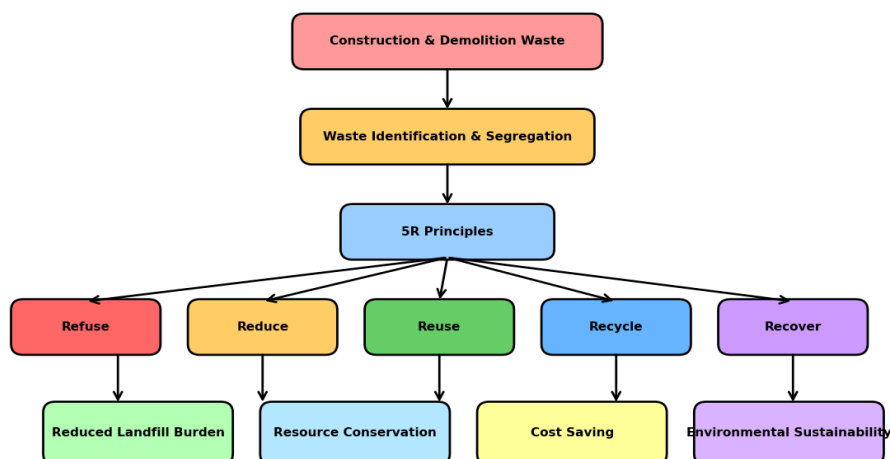 Construction & Demolition Waste
Waste Identification & Segregation
5R Principles
Refuse
Reduce
Reuse
Recycle
Recover
Reduced Landfill Burden
Resource Conservation
Cost Saving
Environmental Sustainability